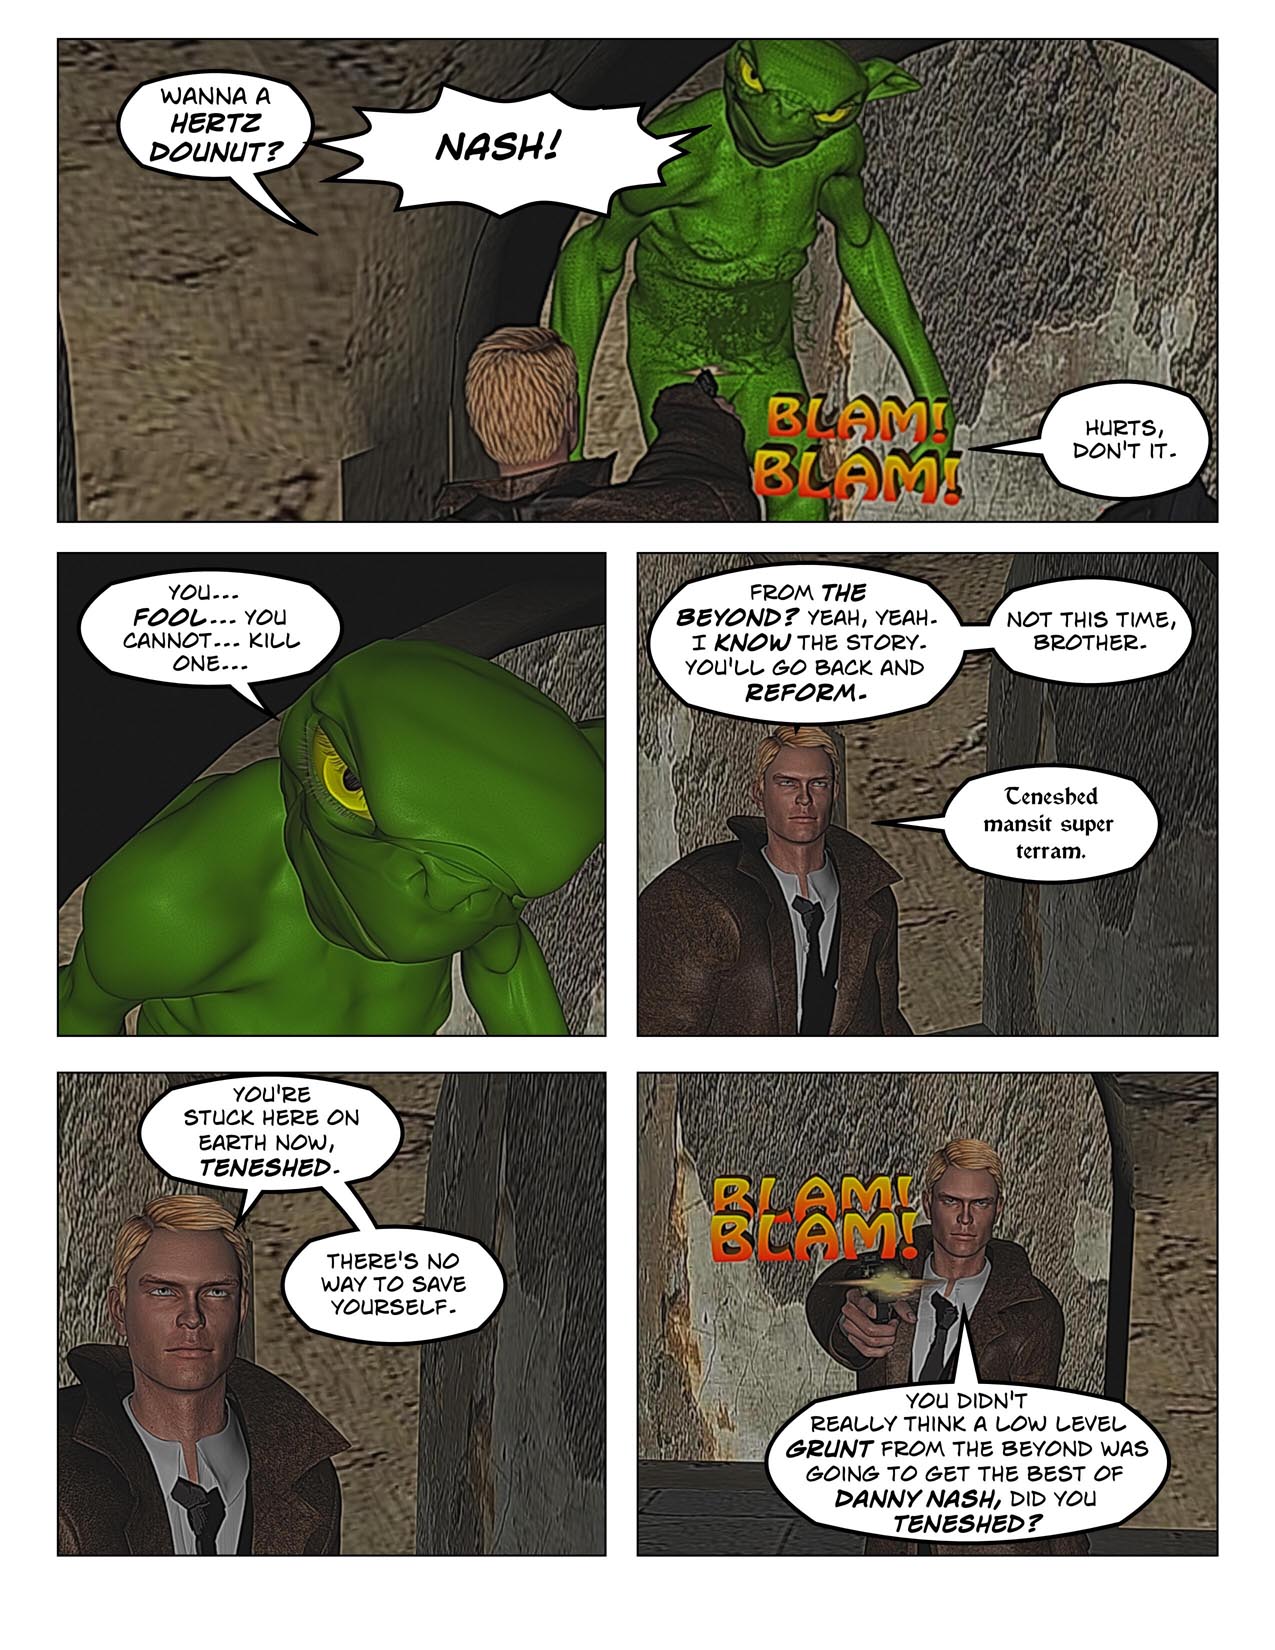 WANNA A
HERTZ
DOUNUT?
NASH!
BLAM!
BLAM!
HURTS,
DON'T IT.
YOU...
FOOL... YOU
CANNOT... KILL
ONE...
FROM THE
BEYOND? YEAH, YEAH.
I KNOW THE STORY.
YOU'LL GO BACK AND
REFORM.
NOT THIS TIME,
BROTHER.
Teneshed
mansit super
terram.
YOU'RE
STUCK HERE ON
EARTH NOW,
TENESHED.
THERE'S NO
WAY TO SAVE
YOURSELF.
BLAM!
BLAM!
YOU DIDN'T
REALLY THINK A LOW LEVEL
GRUNT FROM THE BEYOND WAS
GOING TO GET THE BEST OF
DANNY NASH, DID YOU
TENESHED?